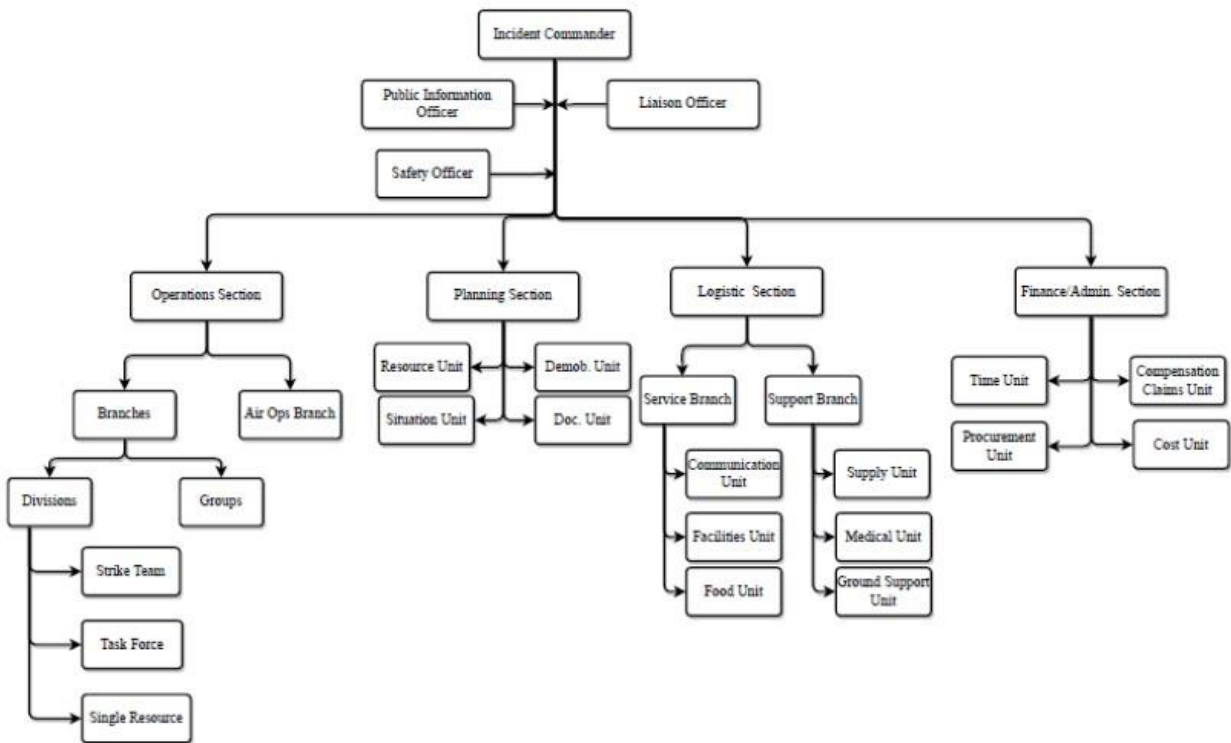 Incident Commander
Public Information
Officer
Liaison Officer
Safety Officer
Operations Section
Planning Section
Logistic Section
Finance/Admin. Section
Resource Unit
Demob. Unit
Situation Unit
Doc. Unit
Time Unit
Compensation
Claims Unit
Procurement
Unit
Cost Unit
Branches
Air Ops Branch
Service Branch
Support Branch
Divisions
Groups
Communication
Unit
Supply Unit
Facilities Unit
Medical Unit
Food Unit
Ground Support
Unit
Strike Team
Task Force
Single Resource